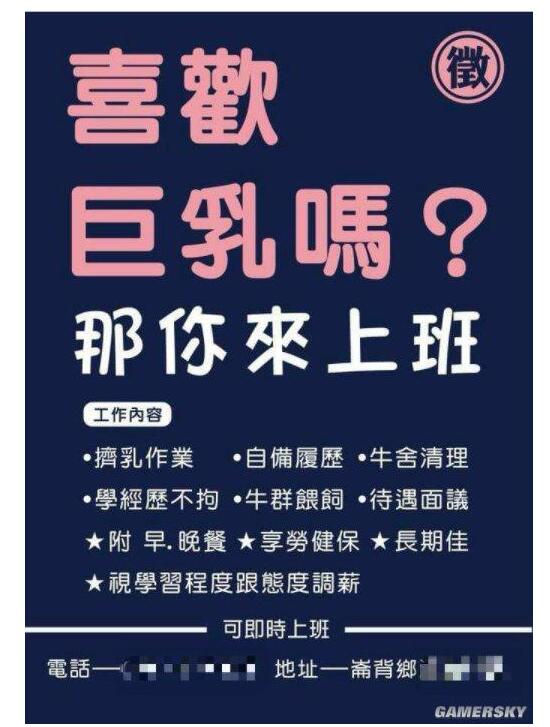 徵
喜歡
巨乳嗎？
那你來上班
工作內容
•擠乳作業 •自備履歷 •牛舍清理
•學經歷不拘 •牛群餵飼 •待遇面議
★附 早.晚餐 ★享勞健保 ★長期佳
★視學習程度跟態度調薪
可即時上班
電話— 地址—崙背鄉
GAMERSKY